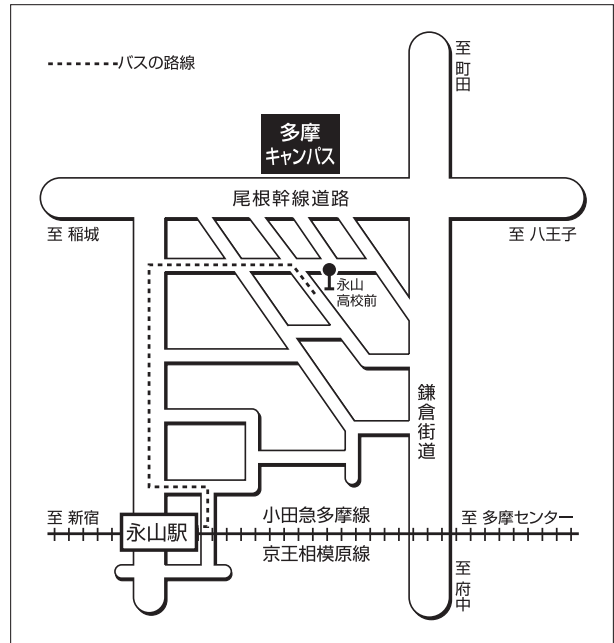 バスの路線
至 町田
多摩
キャンパス
尾根幹線道路
至 稲城
至 八王子
永山
高校前
鎌倉街道
至 新宿
小田急多摩線
至 多摩センター
永山駅
京王相模原線
至 府中